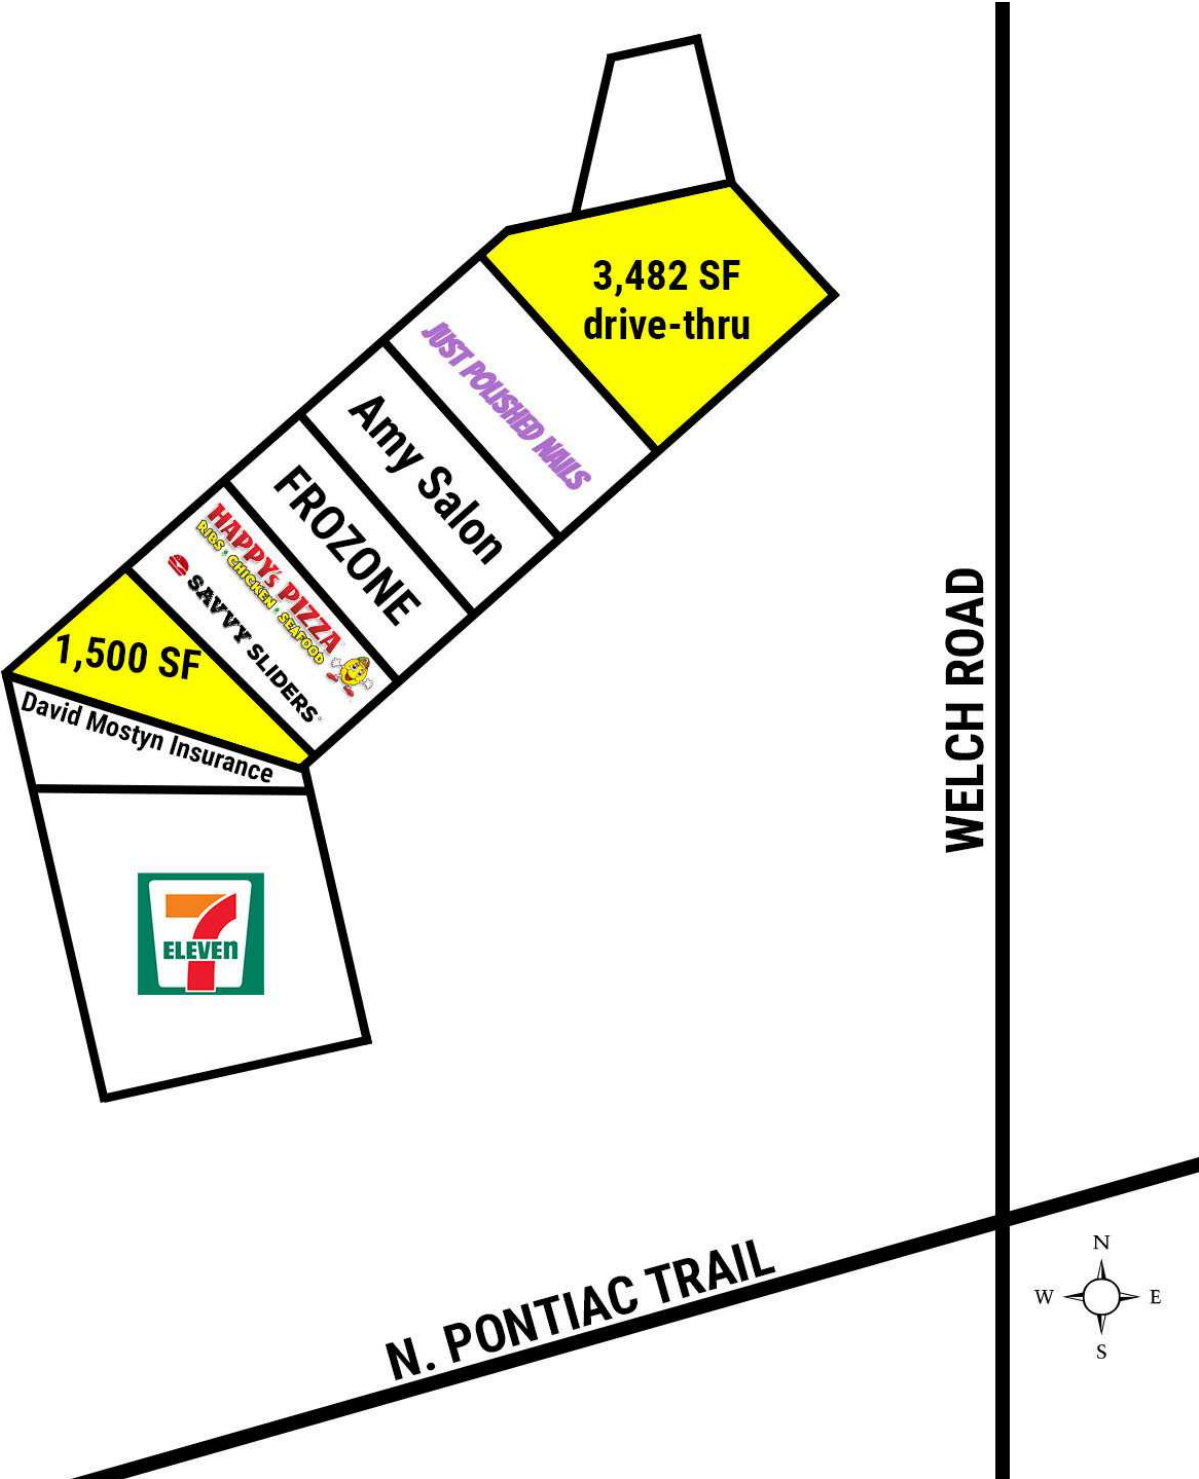 3,482 SF
drive-thru
JUST POLISHED NAILS
Amy Salon
FROZONE
HAPPY's PIZZA
RIBS • CHICKEN • SEAFOOD
SAVVY SLIDERS
1,500 SF
David Mostyn Insurance
7
ELEVEn
WELCH ROAD
N. PONTIAC TRAIL
N
W E
S